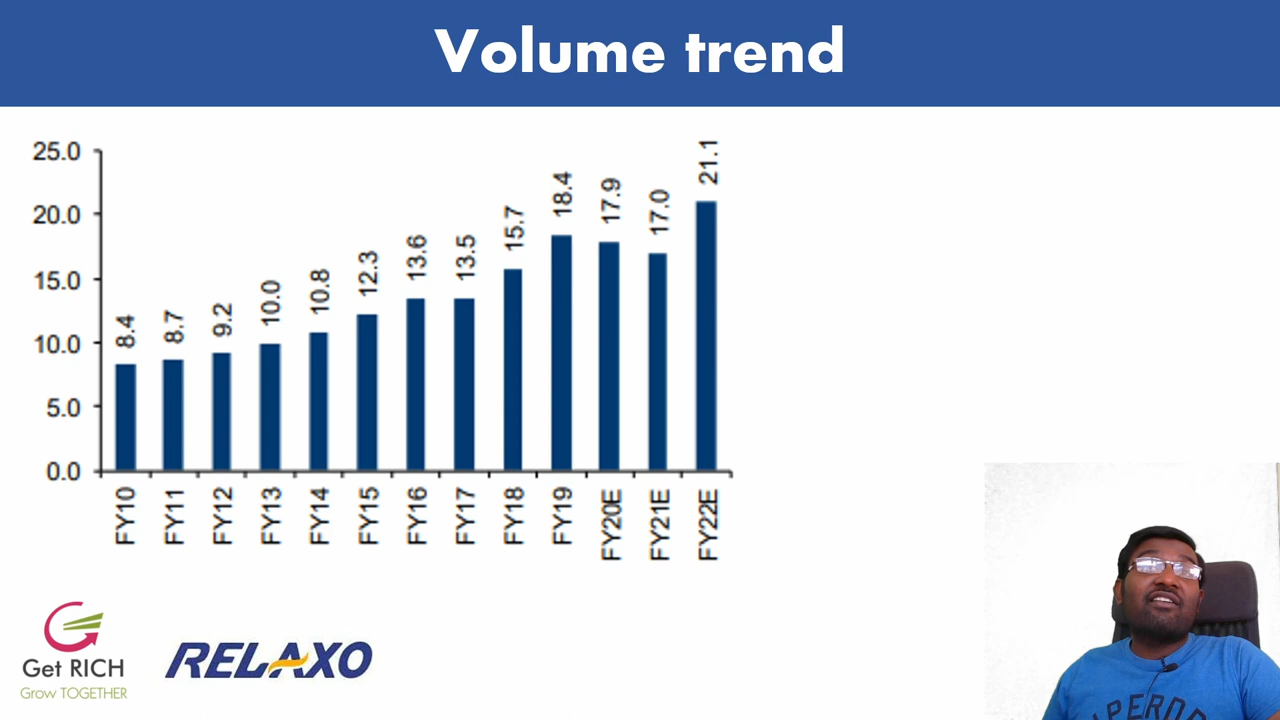 Volume trend
25.0
20.0
15.0
10.0
5.0
0.0
8.4
8.7
9.2
10.0
10.8
12.3
13.6
13.5
15.7
18.4
17.9
17.0
21.1
FY10
FY11
FY12
FY13
FY14
FY15
FY16
FY17
FY18
FY19
FY20E
FY21E
FY22E
Get RICH
Grow TOGETHER
RELAXO